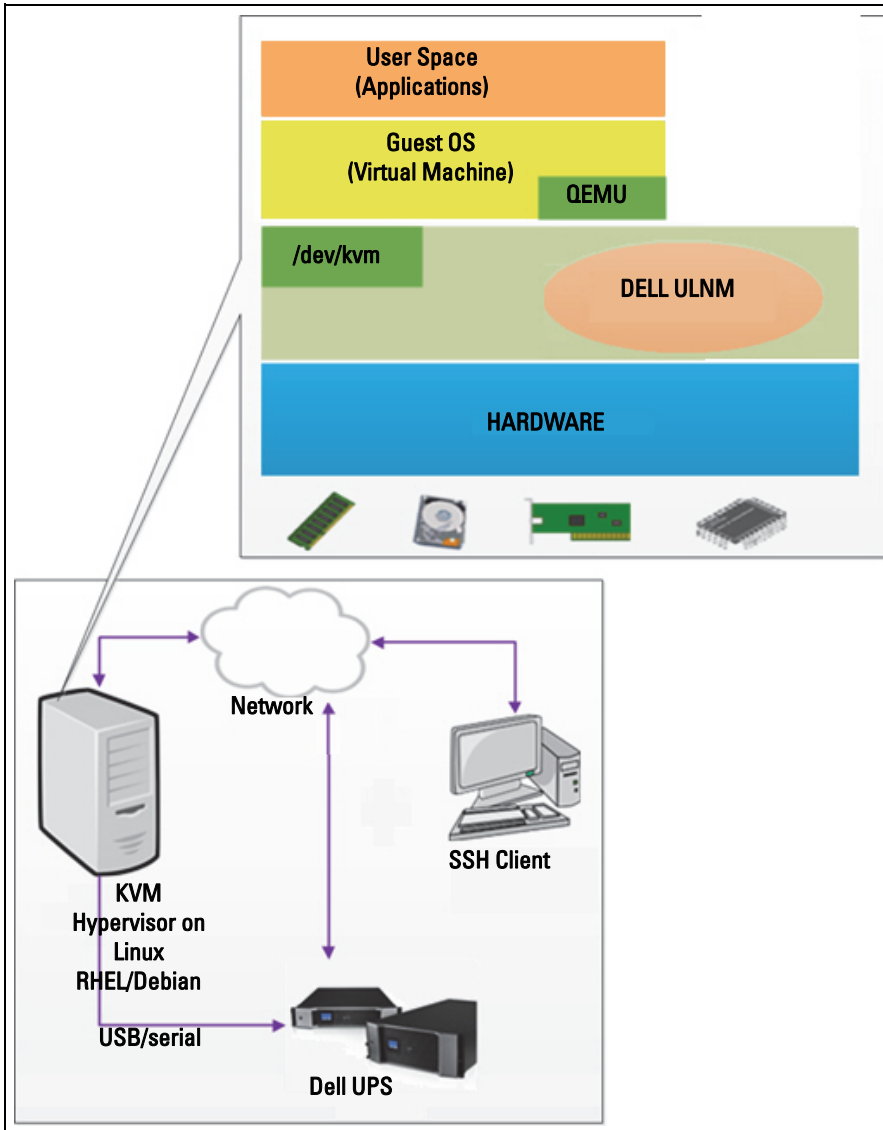 User Space
(Applications)
Guest OS
(Virtual Machine)
QEMU
/dev/kvm
DELL ULNM
HARDWARE
Network
SSH Client
KVM
Hypervisor on
Linux
RHEL/Debian
USB/serial
Dell UPS